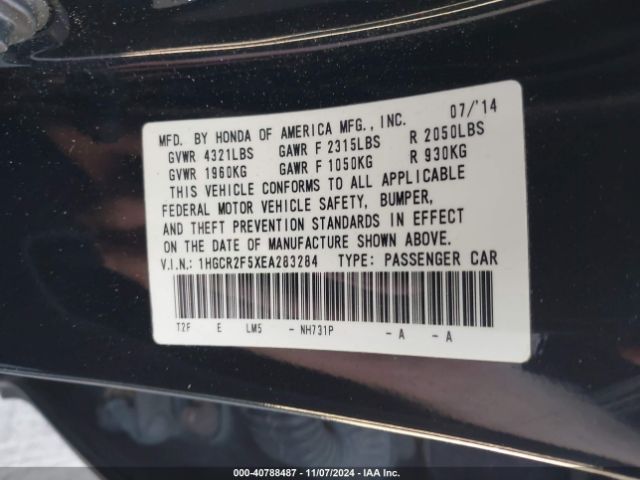 07/'14
MFD. BY HONDA OF AMERICA MFG., INC.
GVWR 4321LBS GAWR F 2315LBS R 2050LBS
GVWR 1960KG GAWR F 1050KG R 930KG
THIS VEHICLE CONFORMS TO ALL APPLICABLE
FEDERAL MOTOR VEHICLE SAFETY, BUMPER,
AND THEFT PREVENTION STANDARDS IN EFFECT
ON THE DATE OF MANUFACTURE SHOWN ABOVE.
V.I.N.: 1HGCR2F5XEA283284 TYPE: PASSENGER CAR
T2F E LM5 - NH731P - A - A
000-40788487 - 11/07/2024 - IAA Inc.